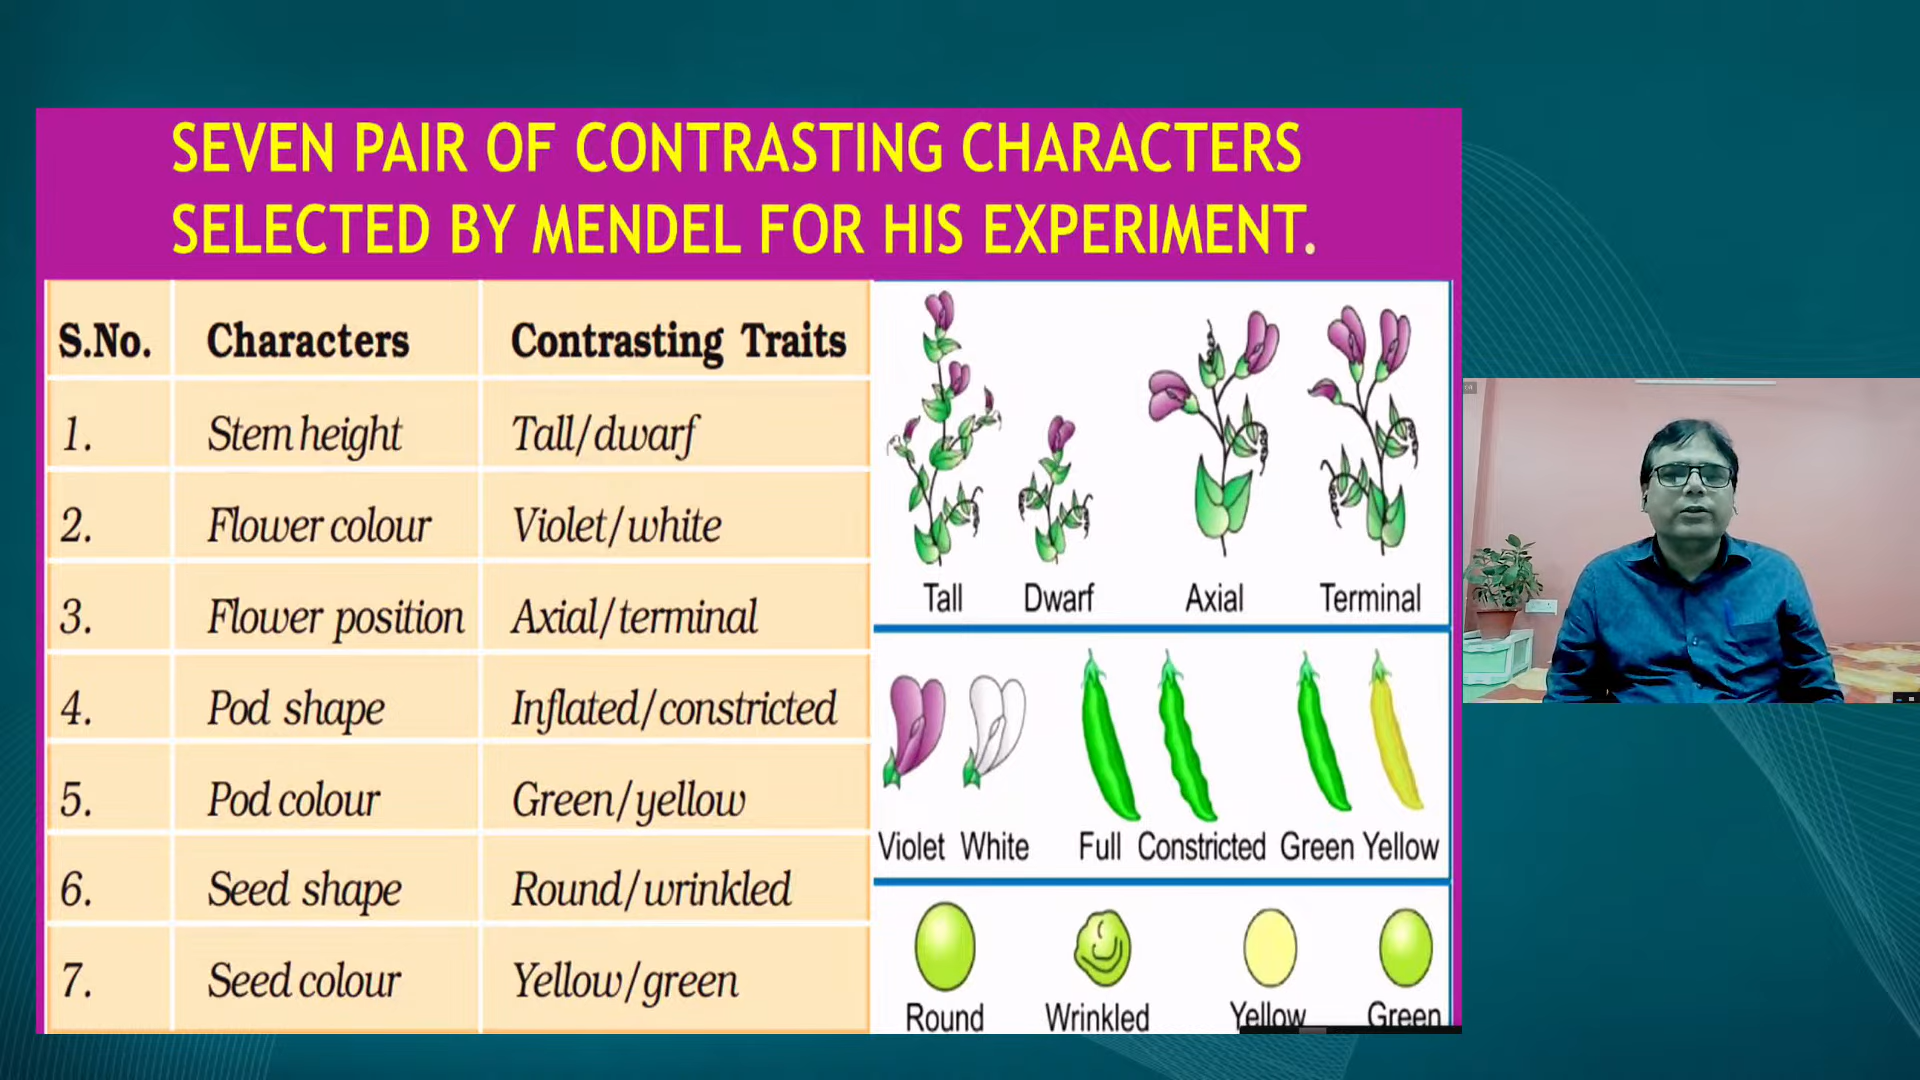 SEVEN PAIR OF CONTRASTING CHARACTERS
SELECTED BY MENDEL FOR HIS EXPERIMENT.
S.No. Characters Contrasting Traits
1. Stem height Tall/dwarf
2. Flower colour Violet/white
3. Flower position Axial/terminal
4. Pod shape Inflated/constricted
5. Pod colour Green/yellow
6. Seed shape Round/wrinkled
7. Seed colour Yellow/green
Tall Dwarf Axial Terminal
Violet White Full Constricted Green Yellow
Round Wrinkled Yellow Green